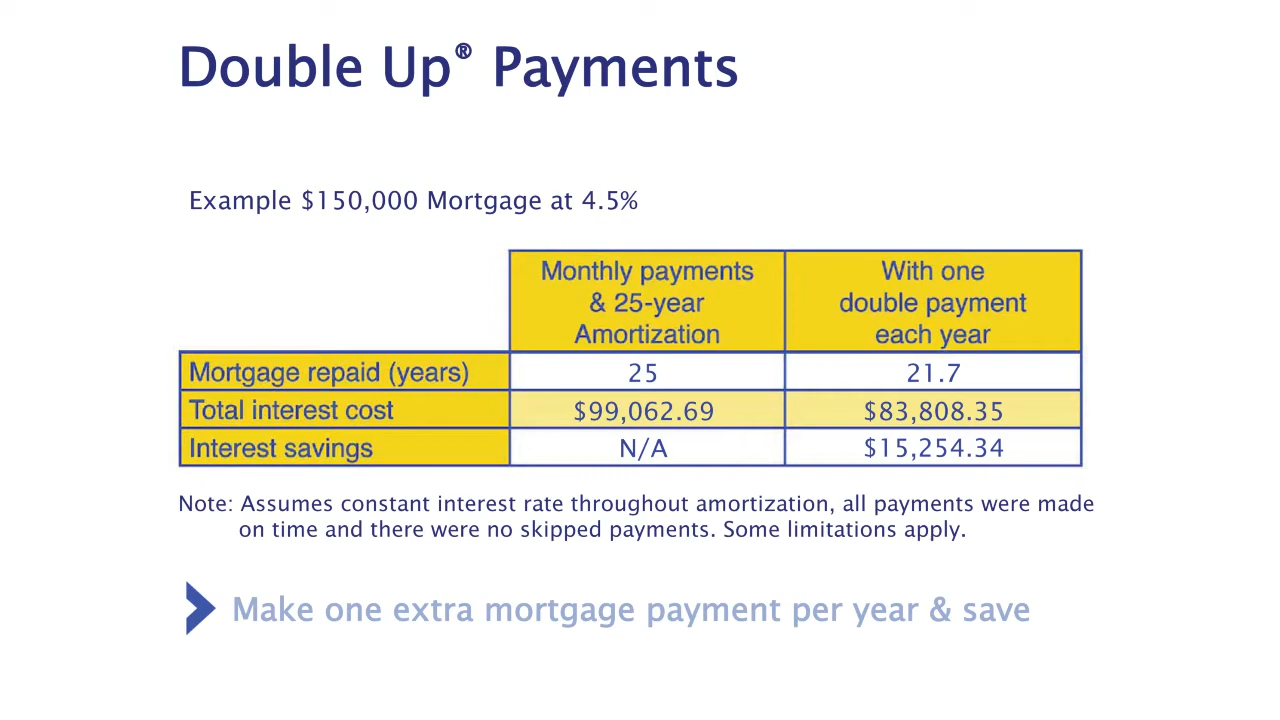 Double Up® Payments
Example $150,000 Mortgage at 4.5%
Monthly payments
& 25-year
Amortization
With one
double payment
each year
Mortgage repaid (years) 25 21.7
Total interest cost $99,062.69 $83,808.35
Interest savings N/A $15,254.34
Note: Assumes constant interest rate throughout amortization, all payments were made
on time and there were no skipped payments. Some limitations apply.
Make one extra mortgage payment per year & save